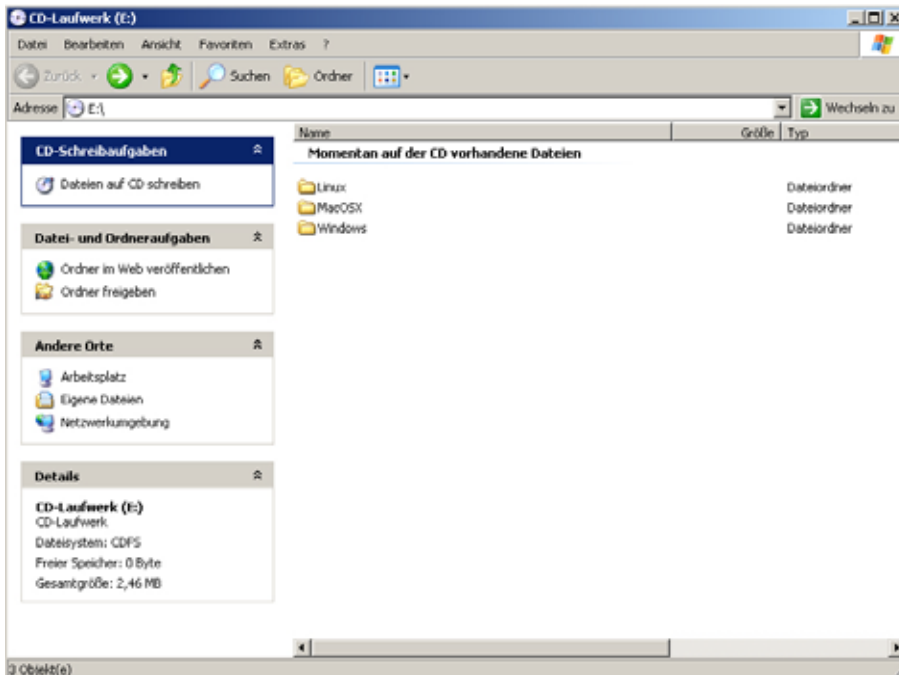 CD-Laufwerk (E:)
Datei Bearbeiten Ansicht Favoriten Extras ?
Zurück Suchen Ordner
Adresse E:\ Wechseln zu
Name Größe Typ
CD-Schreibaufgaben
Dateien auf CD schreiben
Datei- und Ordneraufgaben
Ordner im Web veröffentlichen
Ordner freigeben
Andere Orte
Arbeitsplatz
Eigene Dateien
Netzwerkumgebung
Details
CD-Laufwerk (E:)
CD-Laufwerk
Dateisystem: CDFS
Freier Speicher: 0 Byte
Gesamtgröße: 2,46 MB
Momentan auf der CD vorhandene Dateien
Linux Dateiordner
MacOSX Dateiordner
Windows Dateiordner
3 Objekt(e)